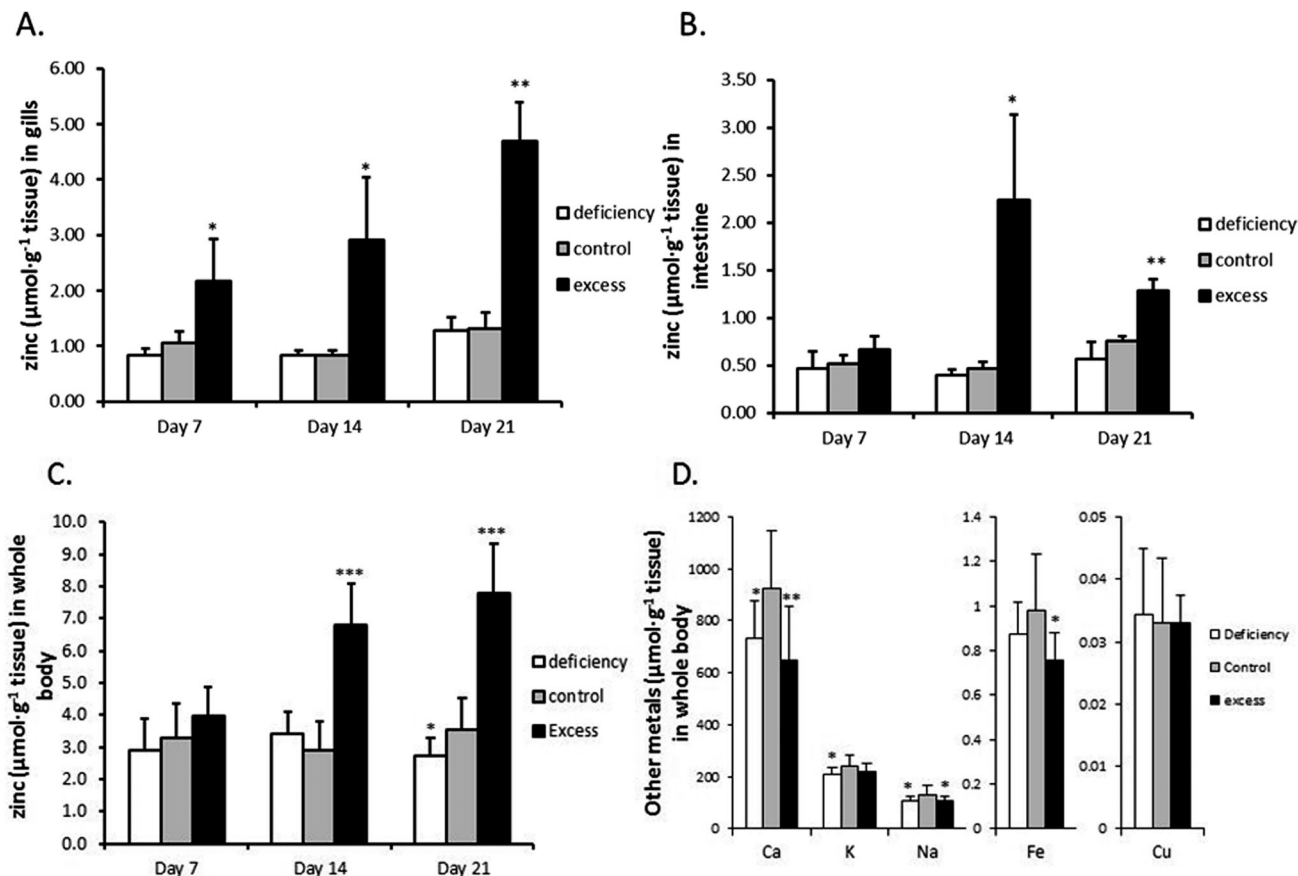 A.
6.00
5.00
4.00
3.00
2.00
1.00
0.00
zinc (µmol·g⁻¹ tissue) in gills
*
*
**
Day 7 Day 14 Day 21
deficiency
control
excess
B.
3.50
3.00
2.50
2.00
1.50
1.00
0.50
0.00
zinc (µmol·g⁻¹ tissue) in
intestine
*
**
Day 7 Day 14 Day 21
deficiency
control
excess
C.
10.0
9.0
8.0
7.0
6.0
5.0
4.0
3.0
2.0
1.0
0.0
zinc (µmol·g⁻¹ tissue) in whole
body
***
*
***
Day 7 Day 14 Day 21
deficiency
control
Excess
D.
Other metals (µmol·g⁻¹ tissue)
in whole body
1200
1000
800
600
400
200
0
*
**
*
*
*
Ca K Na
1.4
1.2
1
0.8
0.6
0.4
0.2
0
*
Fe
0.05
0.04
0.03
0.02
0.01
0
Cu
Deficiency
Control
excess